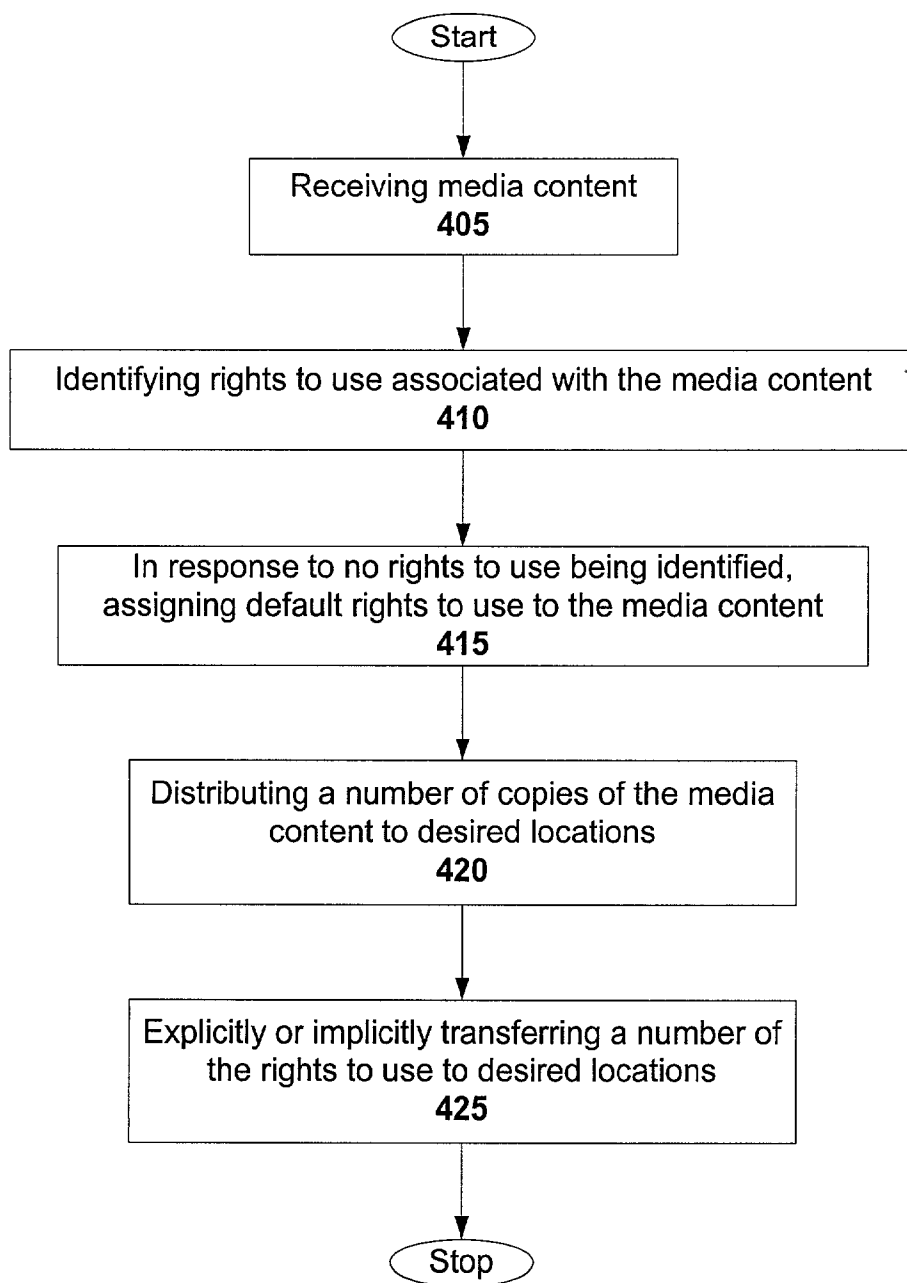 Start
Receiving media content
405
Identifying rights to use associated with the media content
410
In response to no rights to use being identified,
assigning default rights to use to the media content
415
Distributing a number of copies of the media
content to desired locations
420
Explicitly or implicitly transferring a number of
the rights to use to desired locations
425
Stop